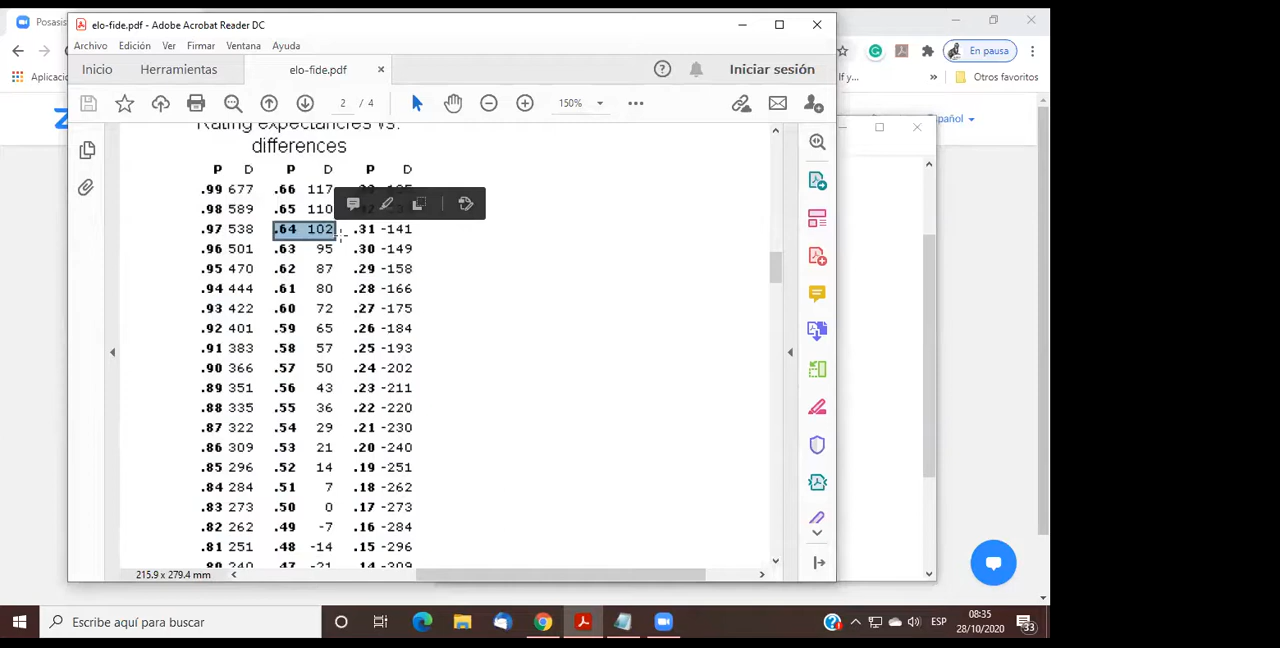 Posasis
elo-fide.pdf - Adobe Acrobat Reader DC
En pausa
Archivo Edición Ver Firmar Ventana Ayuda
Aplicacio
If y...
»
Otros favoritos
Inicio Herramientas elo-fide.pdf × Iniciar sesión
2 / 4 150%
Español
Rating expectancies vs.
differences
P D P D P D
.99 677 .66 117
.98 589 .65 110
.97 538 .64 102 .31 -141
.96 501 .63 95 .30 -149
.95 470 .62 87 .29 -158
.94 444 .61 80 .28 -166
.93 422 .60 72 .27 -175
.92 401 .59 65 .26 -184
.91 383 .58 57 .25 -193
.90 366 .57 50 .24 -202
.89 351 .56 43 .23 -211
.88 335 .55 36 .22 -220
.87 322 .54 29 .21 -230
.86 309 .53 21 .20 -240
.85 296 .52 14 .19 -251
.84 284 .51 7 .18 -262
.83 273 .50 0 .17 -273
.82 262 .49 -7 .16 -284
.81 251 .48 -14 .15 -296
.80 240 .47 -21 .14 -309
215.9 x 279.4 mm
Escribe aquí para buscar
ESP
08:35
28/10/2020
33